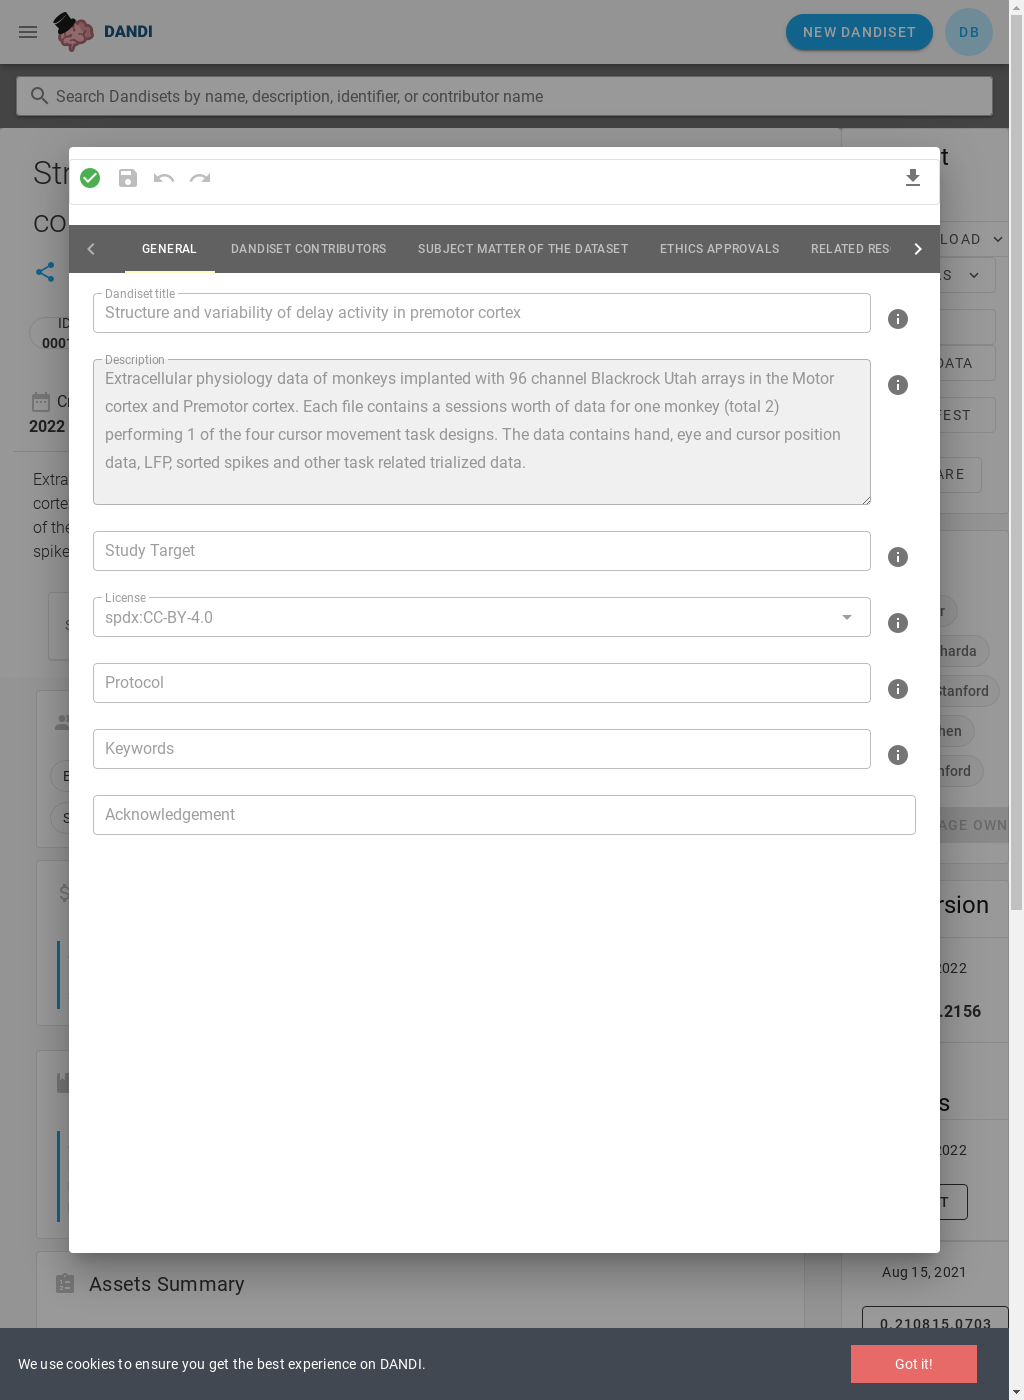 DANDI
NEW DANDISET
DB
Search Dandisets by name, description, identifier, or contributor name
GENERAL
DANDISET CONTRIBUTORS
SUBJECT MATTER OF THE DATASET
ETHICS APPROVALS
RELATED RES
Dandiset title
Structure and variability of delay activity in premotor cortex
Description
Extracellular physiology data of monkeys implanted with 96 channel Blackrock Utah arrays in the Motor
cortex and Premotor cortex. Each file contains a sessions worth of data for one monkey (total 2)
performing 1 of the four cursor movement task designs. The data contains hand, eye and cursor position
data, LFP, sorted spikes and other task related trialized data.
Study Target
License
spdx:CC-BY-4.0
Protocol
Keywords
Acknowledgement
Str
co
ID
0001
2022
Extra
corte
of the
spike
Assets Summary
LOAD
DATA
harda
Stanford
hen
nford
AGE OWN
rsion
2022
.2156
s
2022
T
Aug 15, 2021
0.210815.0703
We use cookies to ensure you get the best experience on DANDI.
Got it!